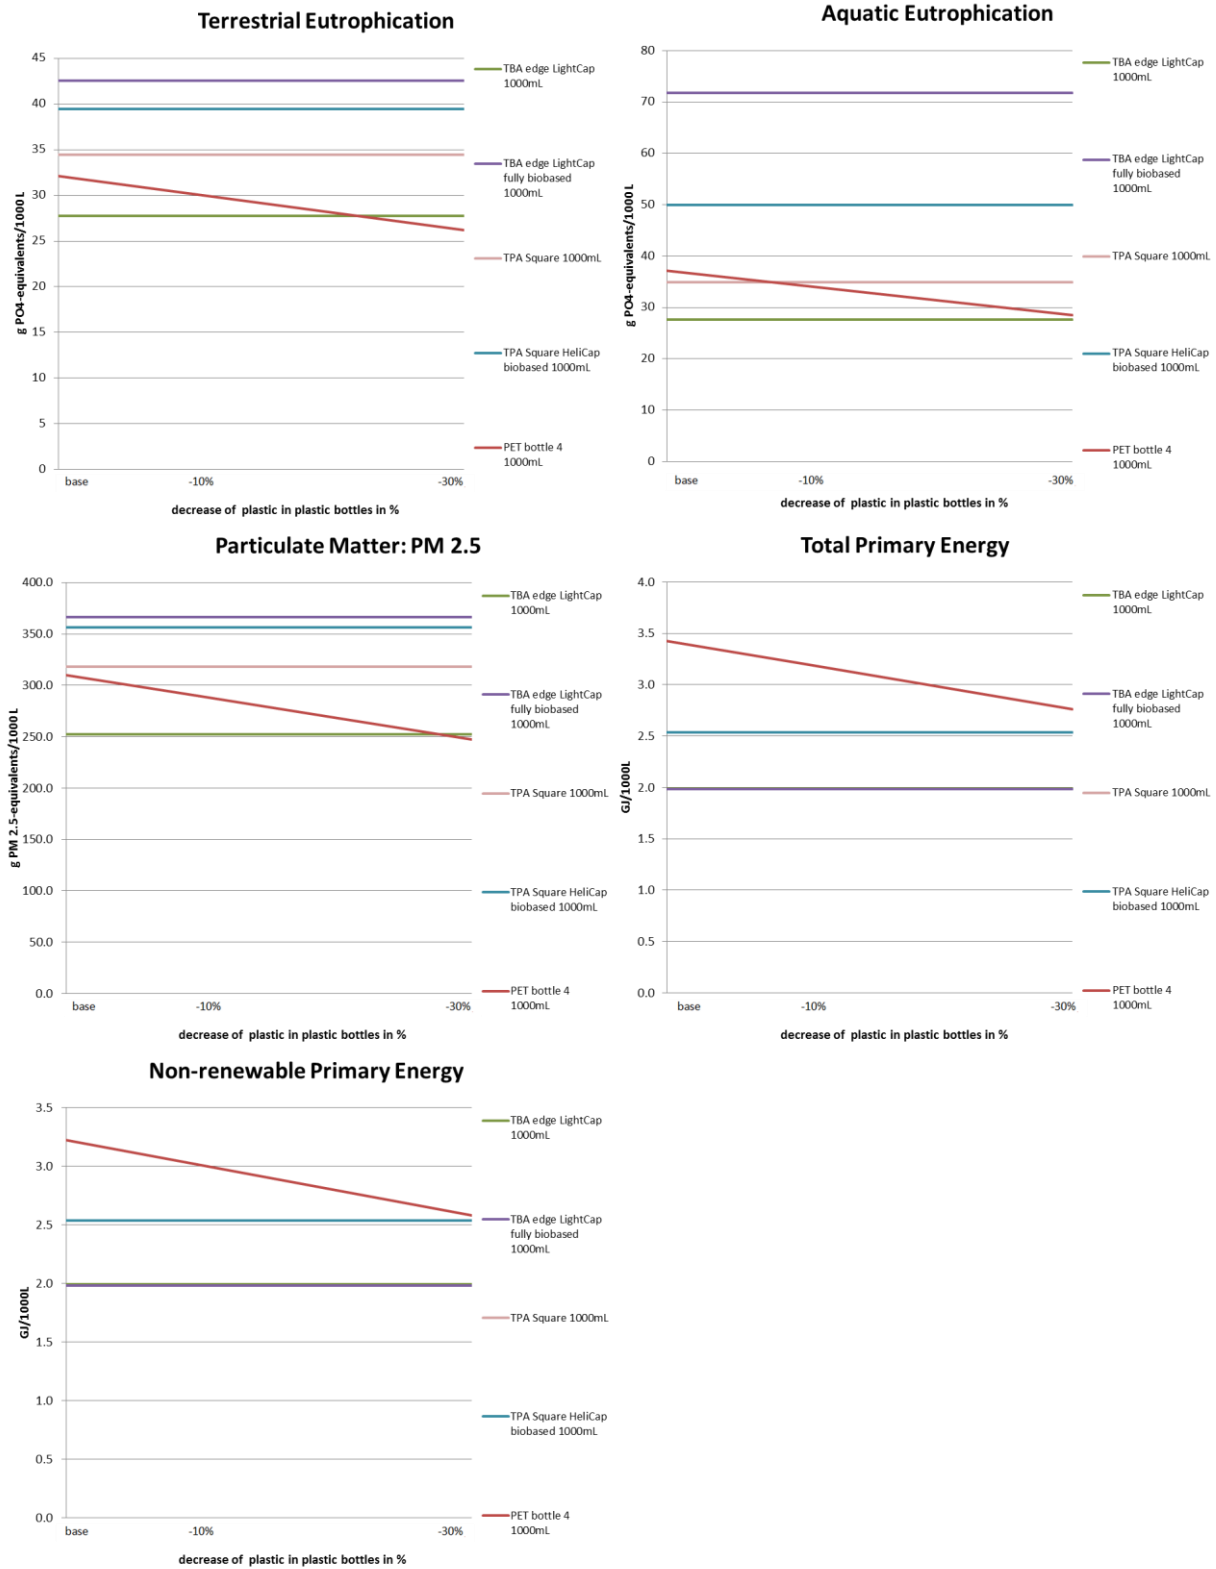 Terrestrial Eutrophication
45
40
35
30
25
20
15
10
5
0
g PO4-equivalents/1000 L
base
-10%
-30%
decrease of plastic in plastic bottles in %
TBA edge LightCap
1000mL
TBA edge LightCap
fully biobased
1000mL
TPA Square 1000mL
TPA Square HeliCap
biobased 1000mL
PET bottle 4
1000mL
Aquatic Eutrophication
80
70
60
50
40
30
20
10
0
g PO4-equivalents/1000 L
base
-10%
-30%
decrease of plastic in plastic bottles in %
TBA edge LightCap
1000mL
TBA edge LightCap
fully biobased
1000mL
TPA Square 1000mL
TPA Square HeliCap
biobased 1000mL
PET bottle 4
1000mL
Particulate Matter: PM 2.5
400.0
350.0
300.0
250.0
200.0
150.0
100.0
50.0
0.0
g PM 2.5-equivalents/1000 L
base
-10%
-30%
decrease of plastic in plastic bottles in %
TBA edge LightCap
1000mL
TBA edge LightCap
fully biobased
1000mL
TPA Square 1000mL
TPA Square HeliCap
biobased 1000mL
PET bottle 4
1000mL
Total Primary Energy
4.0
3.5
3.0
2.5
2.0
1.5
1.0
0.5
0.0
GJ/1000L
base
-10%
-30%
decrease of plastic in plastic bottles in %
TBA edge LightCap
1000mL
TBA edge LightCap
fully biobased
1000mL
TPA Square 1000mL
TPA Square HeliCap
biobased 1000mL
PET bottle 4
1000mL
Non-renewable Primary Energy
3.5
3.0
2.5
2.0
1.5
1.0
0.5
0.0
GJ/1000L
base
-10%
-30%
decrease of plastic in plastic bottles in %
TBA edge LightCap
1000mL
TBA edge LightCap
fully biobased
1000mL
TPA Square 1000mL
TPA Square HeliCap
biobased 1000mL
PET bottle 4
1000mL